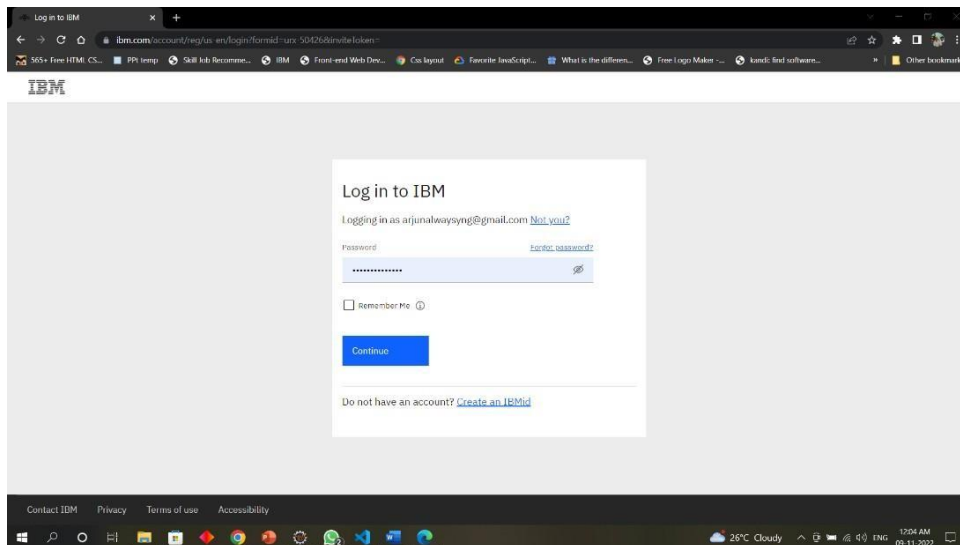 Log in to IBM
ibm.com/account/reg/us-en/login?formid=urx-50426&inviteToken=
565+ Free HTML CS... PPt temp Skill Job Recomme... IBM Front-end Web Dev... Css layout Favorite JavaScript... What is the differen... Free Logo Maker -... kandi: find software... » Other bookmark
IBM
Log in to IBM
Logging in as arjunalwaysyng@gmail.com Not you?
Password Forgot password?
••••••••••••••
Remember Me
Continue
Do not have an account? Create an IBMid
Contact IBM Privacy Terms of use Accessibility
26°C Cloudy ENG 12:04 AM
09-11-2022